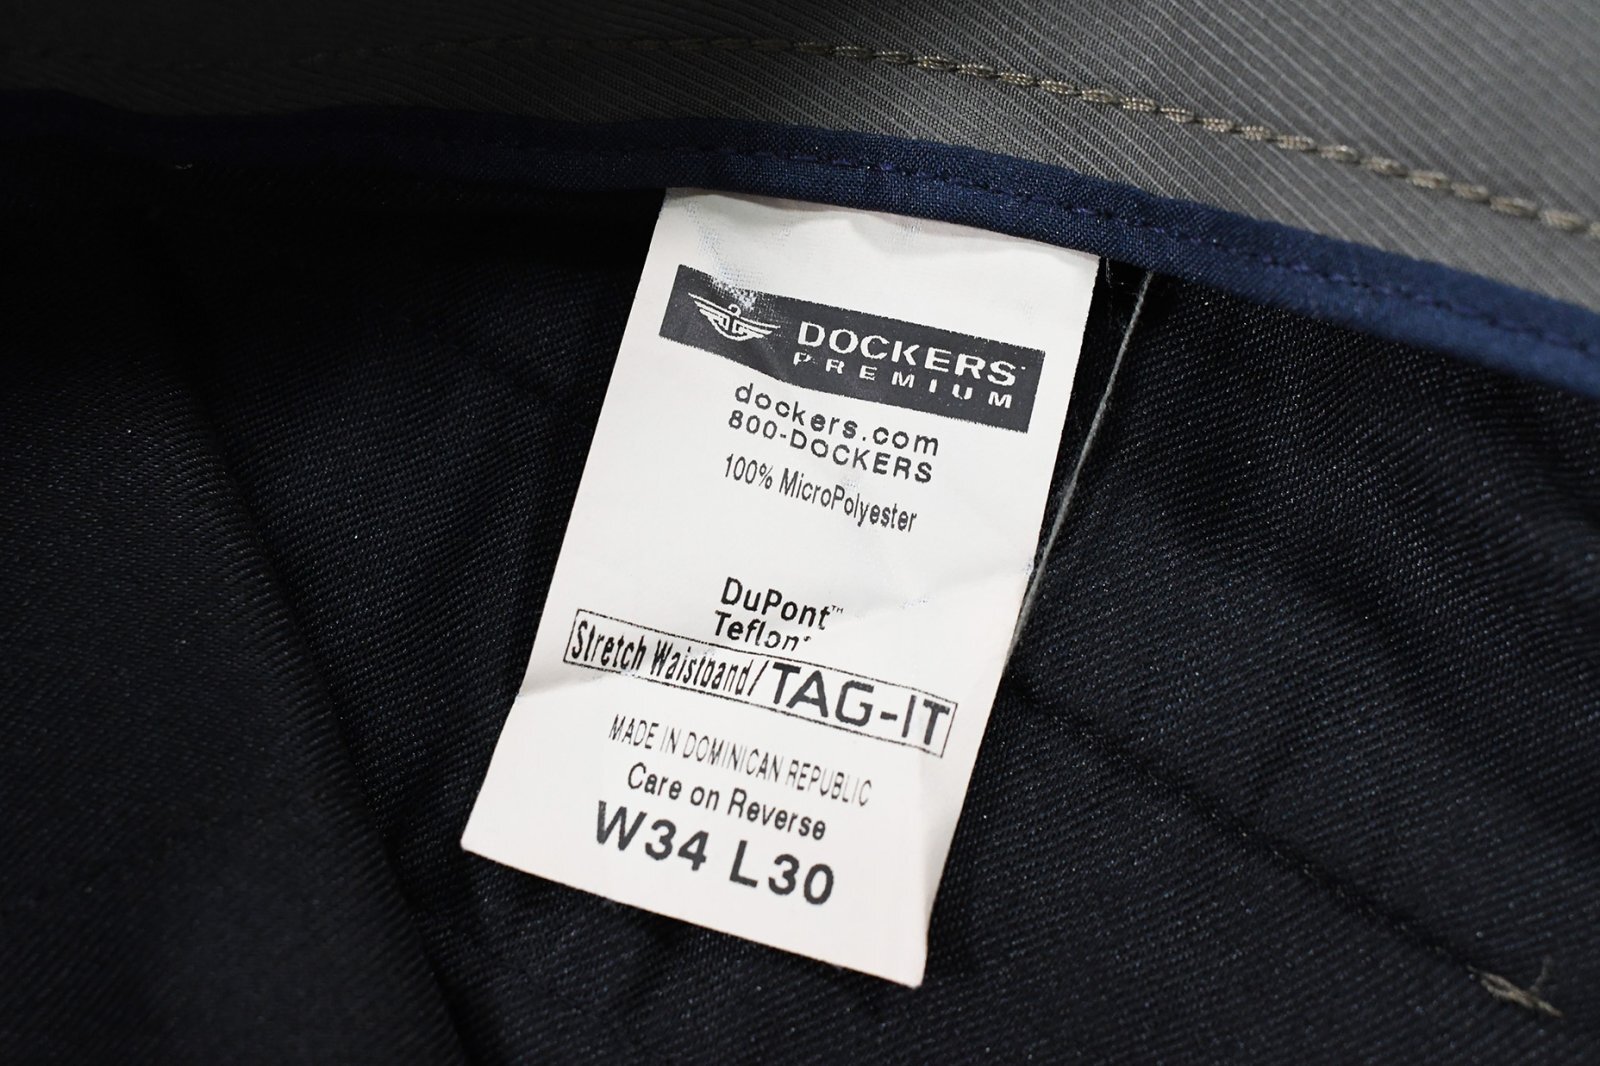 DOCKERS
PREMIUM
dockers.com
800-DOCKERS
100% MicroPolyester
DuPont™
Teflon®
Stretch Waistband/TAG-IT
MADE IN DOMINICAN REPUBLIC
Care on Reverse
W34 L30